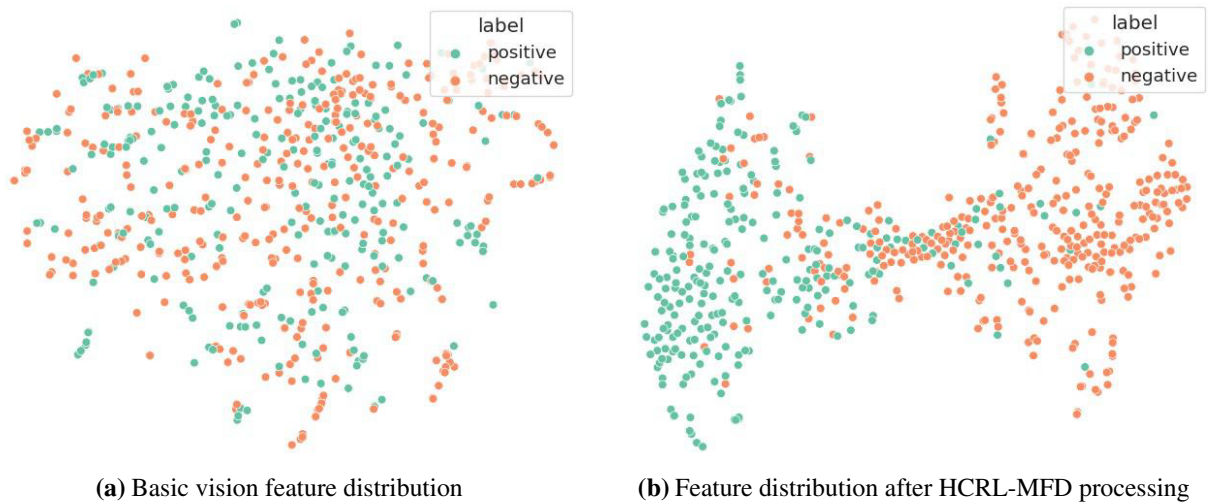 label
positive
negative
label
positive
negative
(a) Basic vision feature distribution
(b) Feature distribution after HCRL-MFD processing